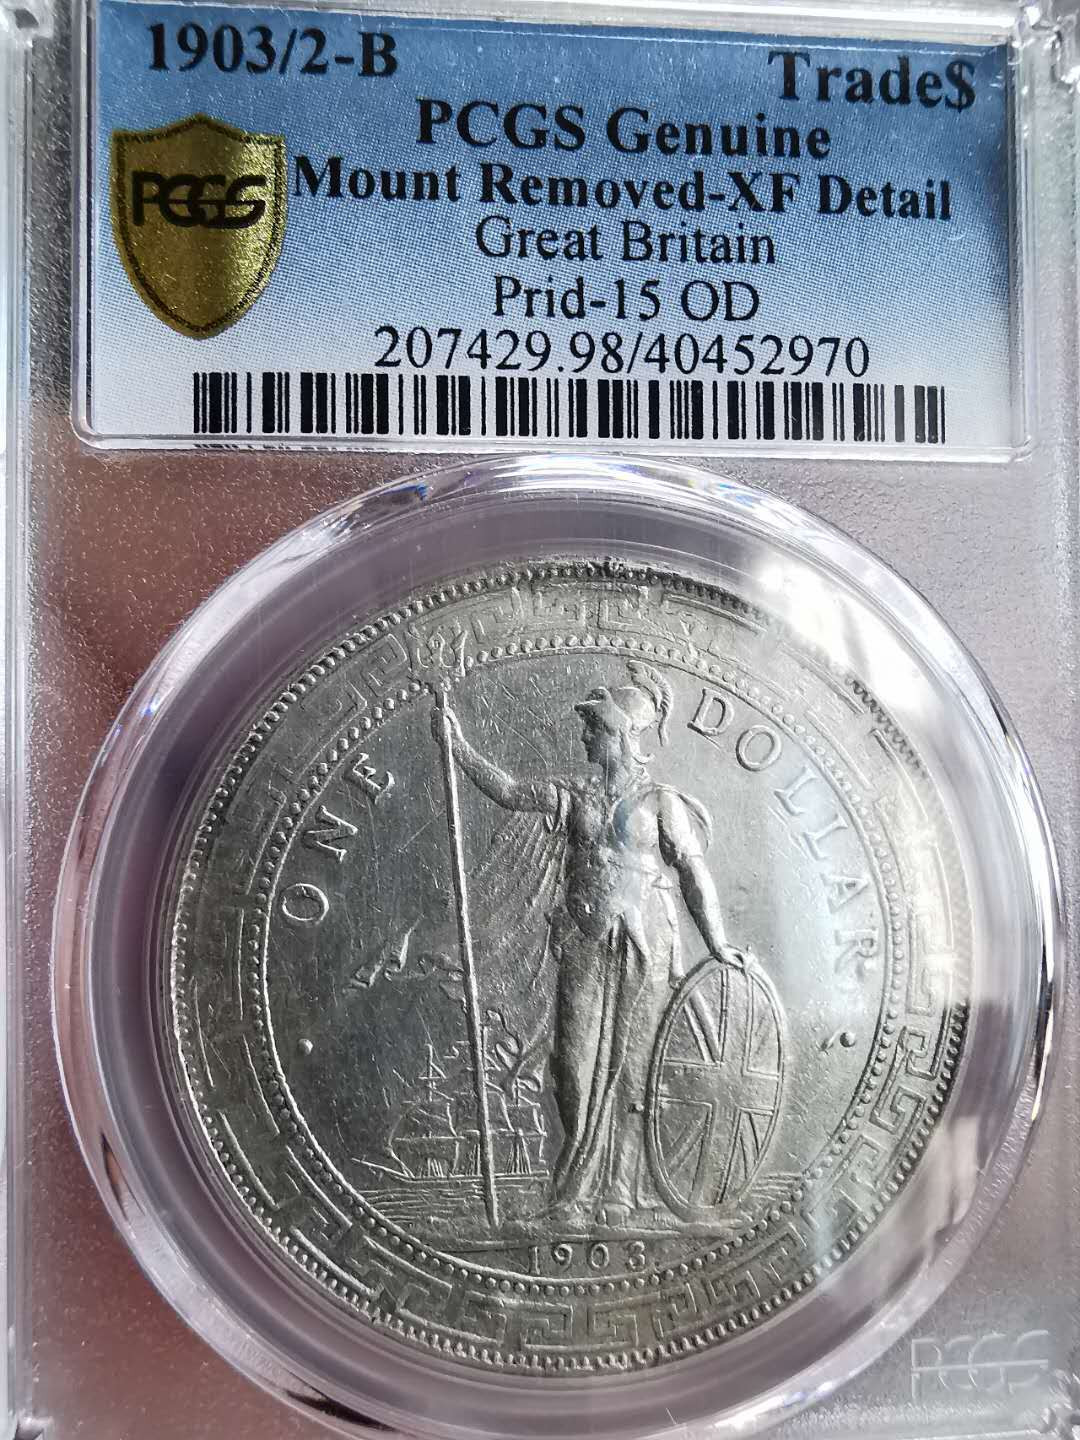 1903/2-B
Trade$
PCGS Genuine
PCGS
Mount Removed-XF Detail
Great Britain
Prid-15 OD
207429.98/40452970
ONE DOLLAR
1903
PCGS